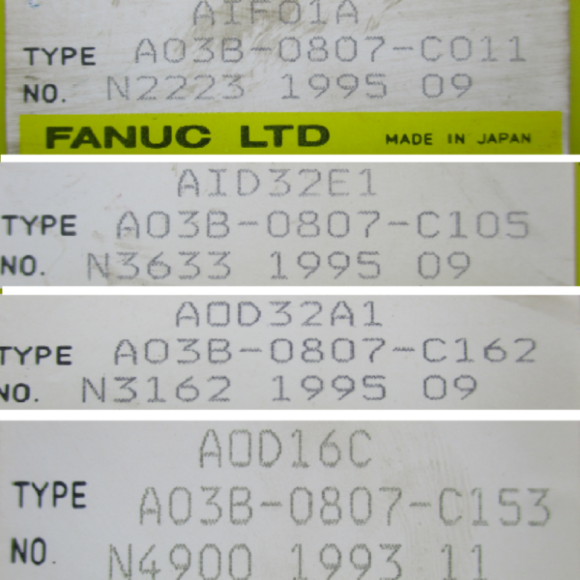 AIF01A
TYPE A03B-0807-C011
NO. N2223 1995 09
FANUC LTD MADE IN JAPAN
AID32E1
TYPE A03B-0807-C105
NO. N3633 1995 09
AOD32A1
TYPE A03B-0807-C162
NO. N3162 1995 09
AOD16C
TYPE A03B-0807-C153
NO. N4900 1993 11